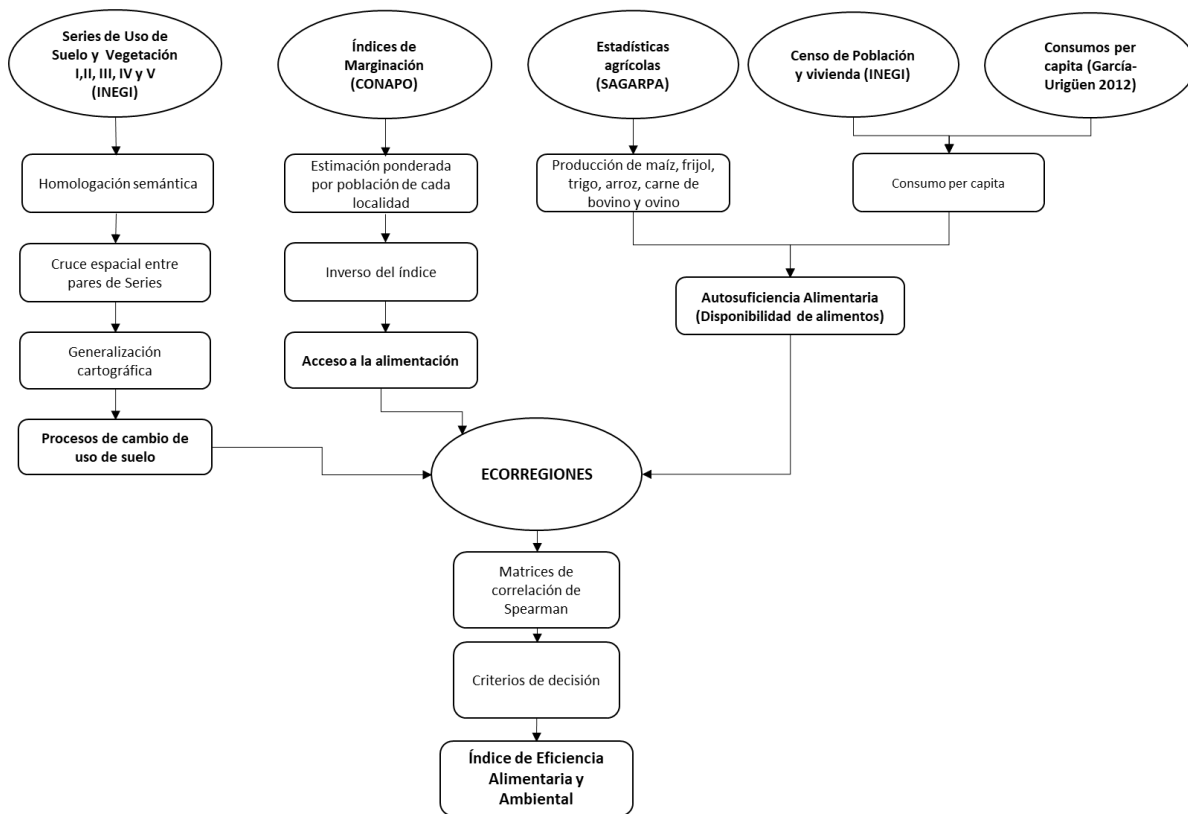 Series de Uso de
Suelo y Vegetación
I,II, III, IV y V
(INEGI)
Índices de
Marginación
(CONAPO)
Estadísticas
agrícolas
(SAGARPA)
Censo de Población
y vivienda (INEGI)
Consumos per
capita (García-
Urigüen 2012)
Homologación semántica
Estimación ponderada
por población de cada
localidad
Producción de maíz, frijol,
trigo, arroz, carne de
bovino y ovino
Consumo per capita
Cruce espacial entre
pares de Series
Inverso del índice
Autosuficiencia Alimentaria
(Disponibilidad de alimentos)
Generalización
cartográfica
Acceso a la alimentación
Procesos de cambio de
uso de suelo
ECORREGIONES
Matrices de
correlación de
Spearman
Criterios de decisión
Índice de Eficiencia
Alimentaria y
Ambiental